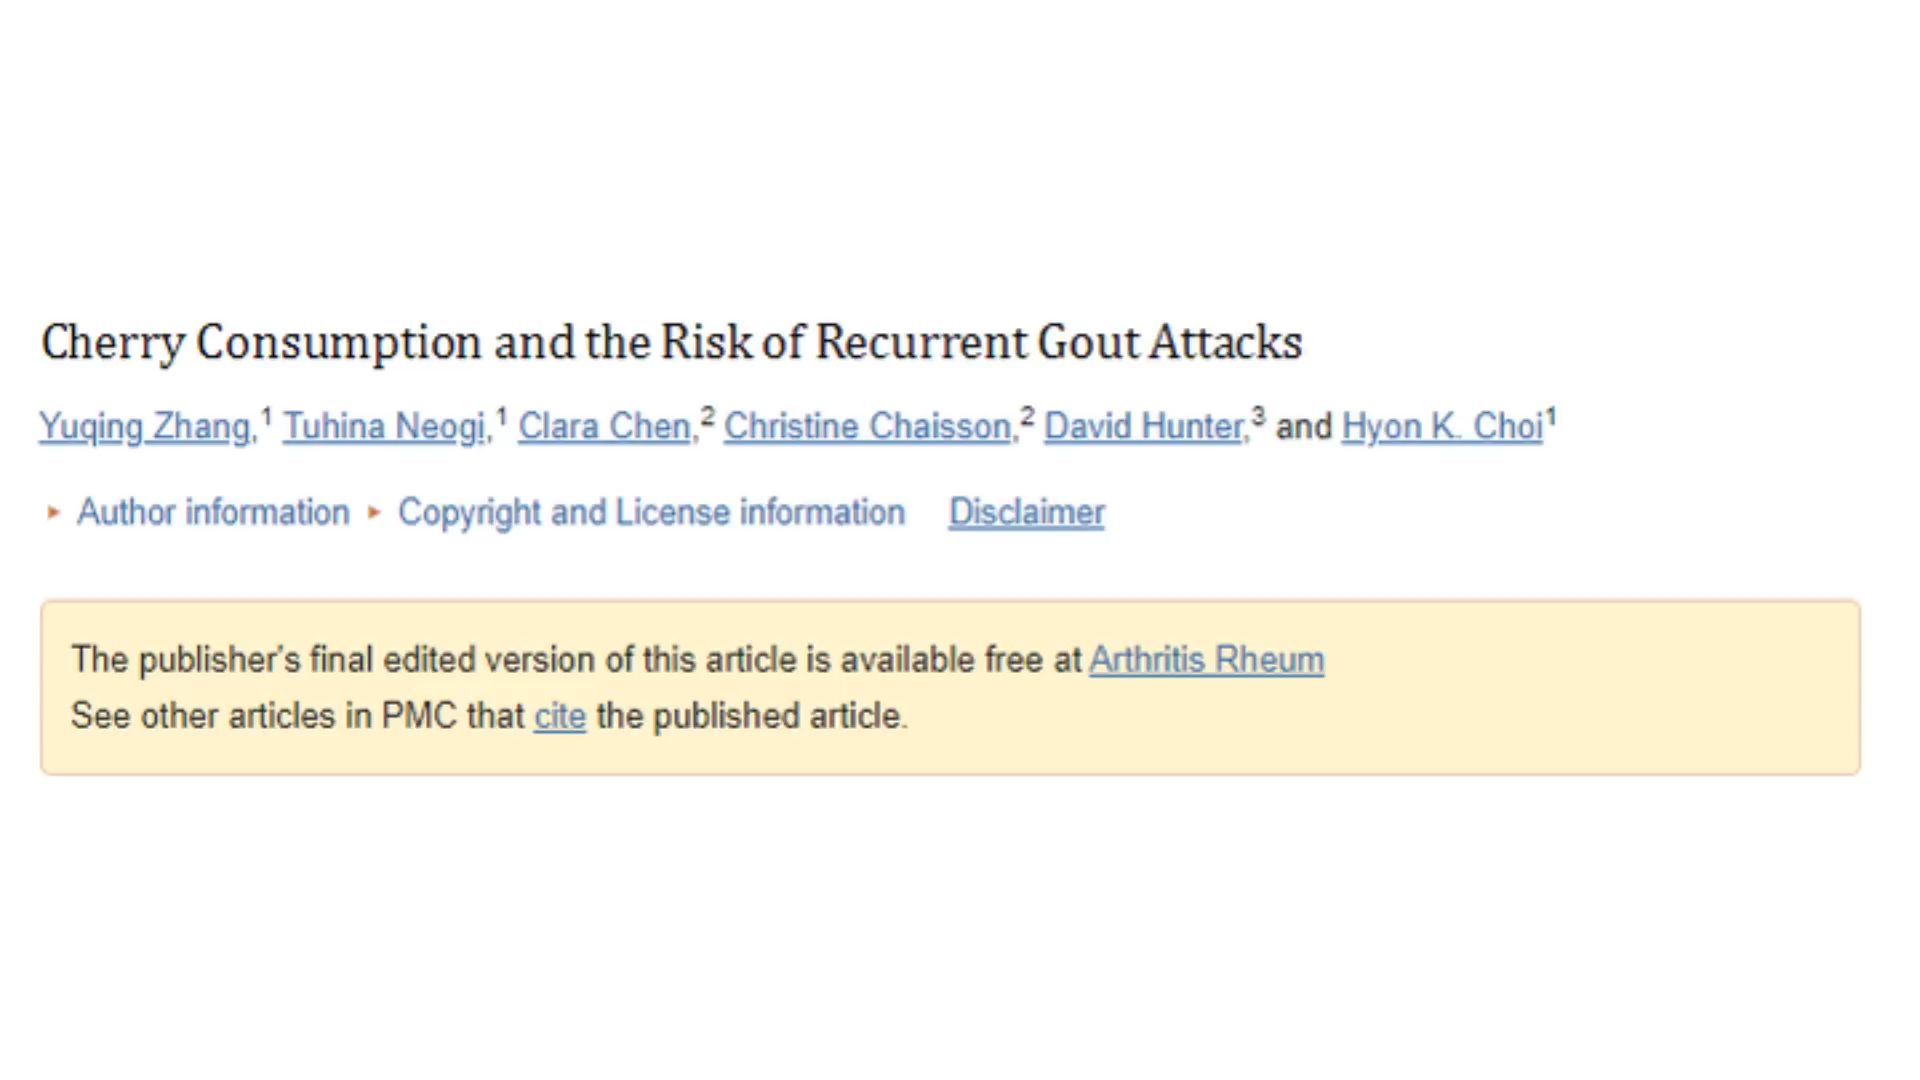 Cherry Consumption and the Risk of Recurrent Gout Attacks
Yuqing Zhang,1 Tuhina Neogi,1 Clara Chen,2 Christine Chaisson,2 David Hunter,3 and Hyon K. Choi1
▸ Author information ▸ Copyright and License information Disclaimer
The publisher's final edited version of this article is available free at Arthritis Rheum
See other articles in PMC that cite the published article.